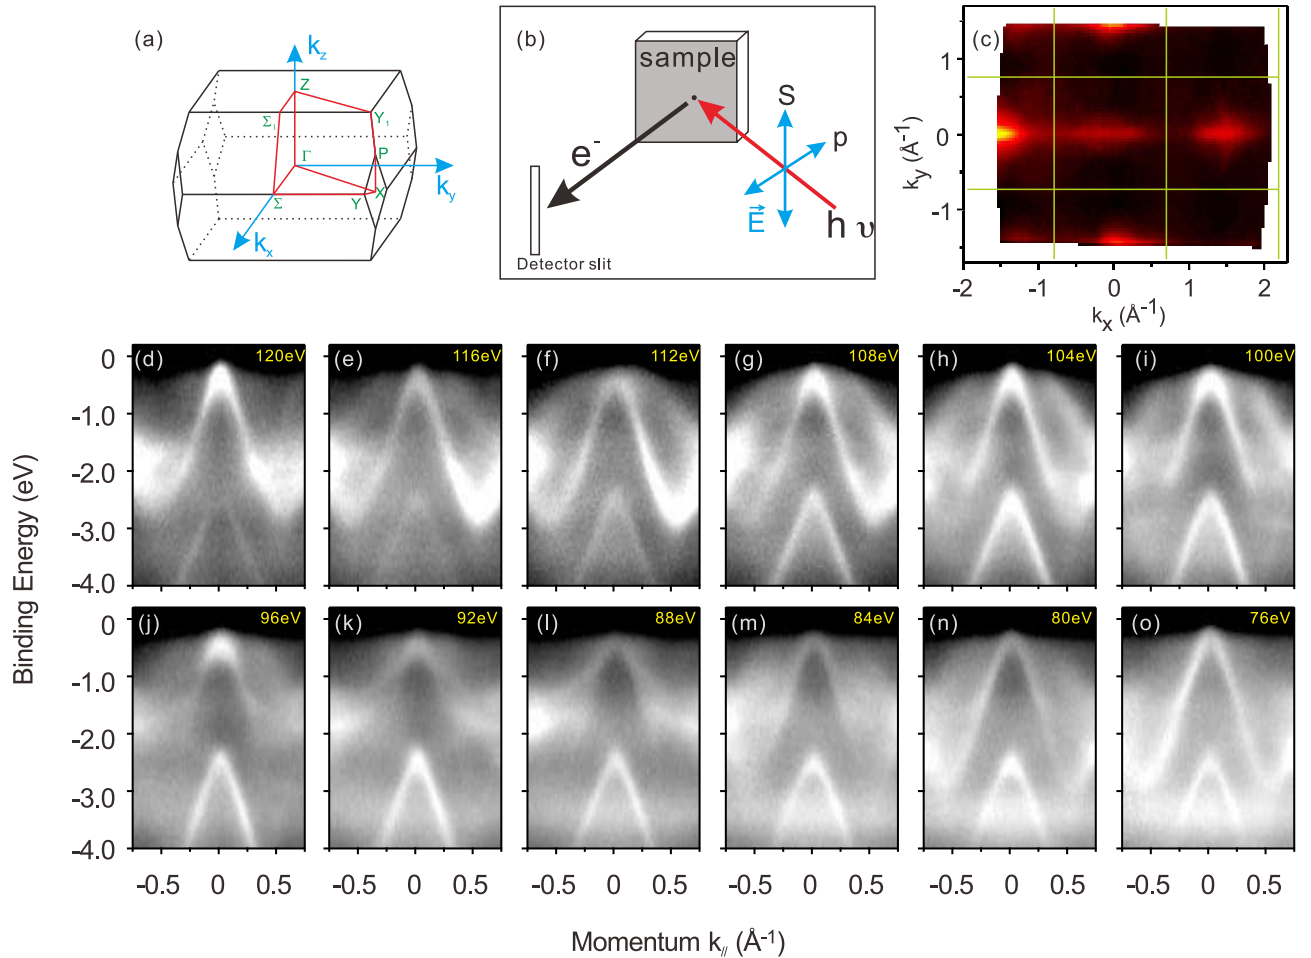 (a)
k_z
Z
Σ_1
Y_1
Γ
P
k_y
Σ
Y
X
k_x
(b)
sample
S
e^-
p
E
h υ
Detector slit
(c)
k_y (Å^-1)
1
0
-1
-2
-1
0
1
2
k_x (Å^-1)
(d)
120eV
(e)
116eV
(f)
112eV
(g)
108eV
(h)
104eV
(i)
100eV
0
-1.0
-2.0
-3.0
-4.0
Binding Energy (eV)
(j)
96eV
(k)
92eV
(l)
88eV
(m)
84eV
(n)
80eV
(o)
76eV
0
-1.0
-2.0
-3.0
-4.0
-0.5 0 0.5 -0.5 0 0.5 -0.5 0 0.5 -0.5 0 0.5 -0.5 0 0.5 -0.5 0 0.5
Momentum k_// (Å^-1)